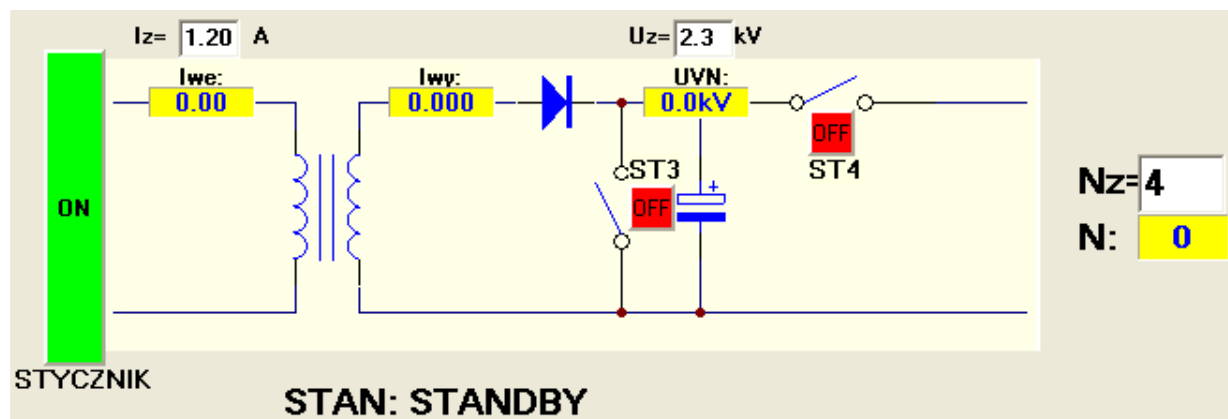 Iz= 1.20 A
Uz= 2.3 kV
Iwe:
Iwy:
UVN:
0.00
0.000
0.0kV
OFF
ST3
ST4
OFF
ON
Nz=4
N: 0
+
STYCZNIK
STAN: STANDBY